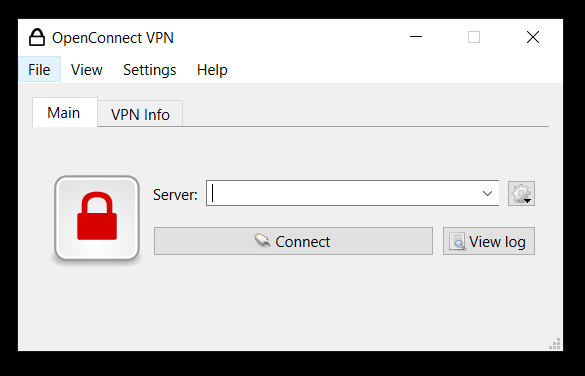 OpenConnect VPN
File View Settings Help
Main VPN Info
Server:
Connect View log